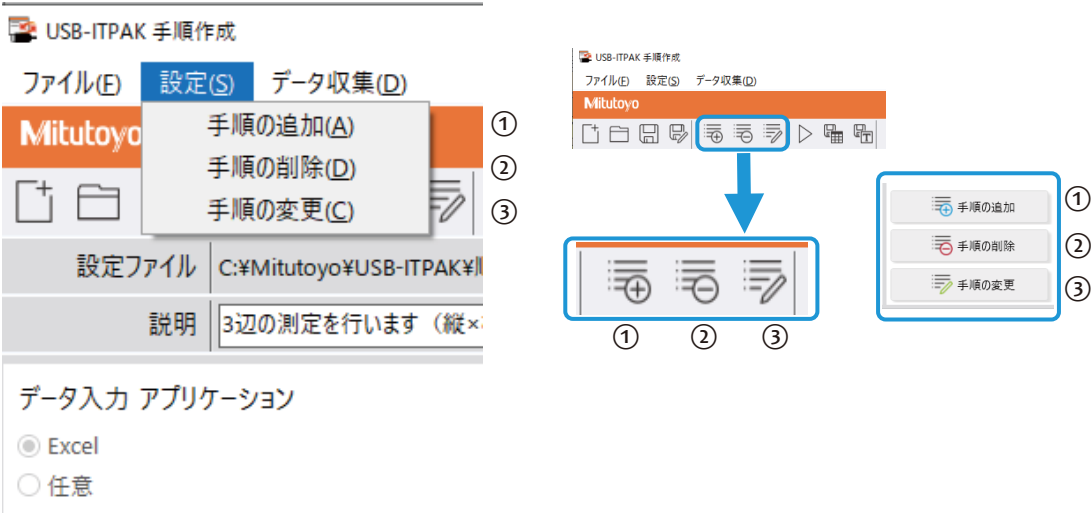 USB-ITPAK 手順作成
ファイル(F) 設定(S) データ収集(D)
Mitutoyo
手順の追加(A) ①
手順の削除(D) ②
手順の変更(C) ③
設定ファイル C:¥Mitutoyo¥USB-ITPAK¥
説明 3辺の測定を行います（縦×
データ入力 アプリケーション
Excel
任意
USB-ITPAK 手順作成
ファイル(F) 設定(S) データ収集(D)
Mitutoyo
① ② ③
手順の追加 ①
手順の削除 ②
手順の変更 ③